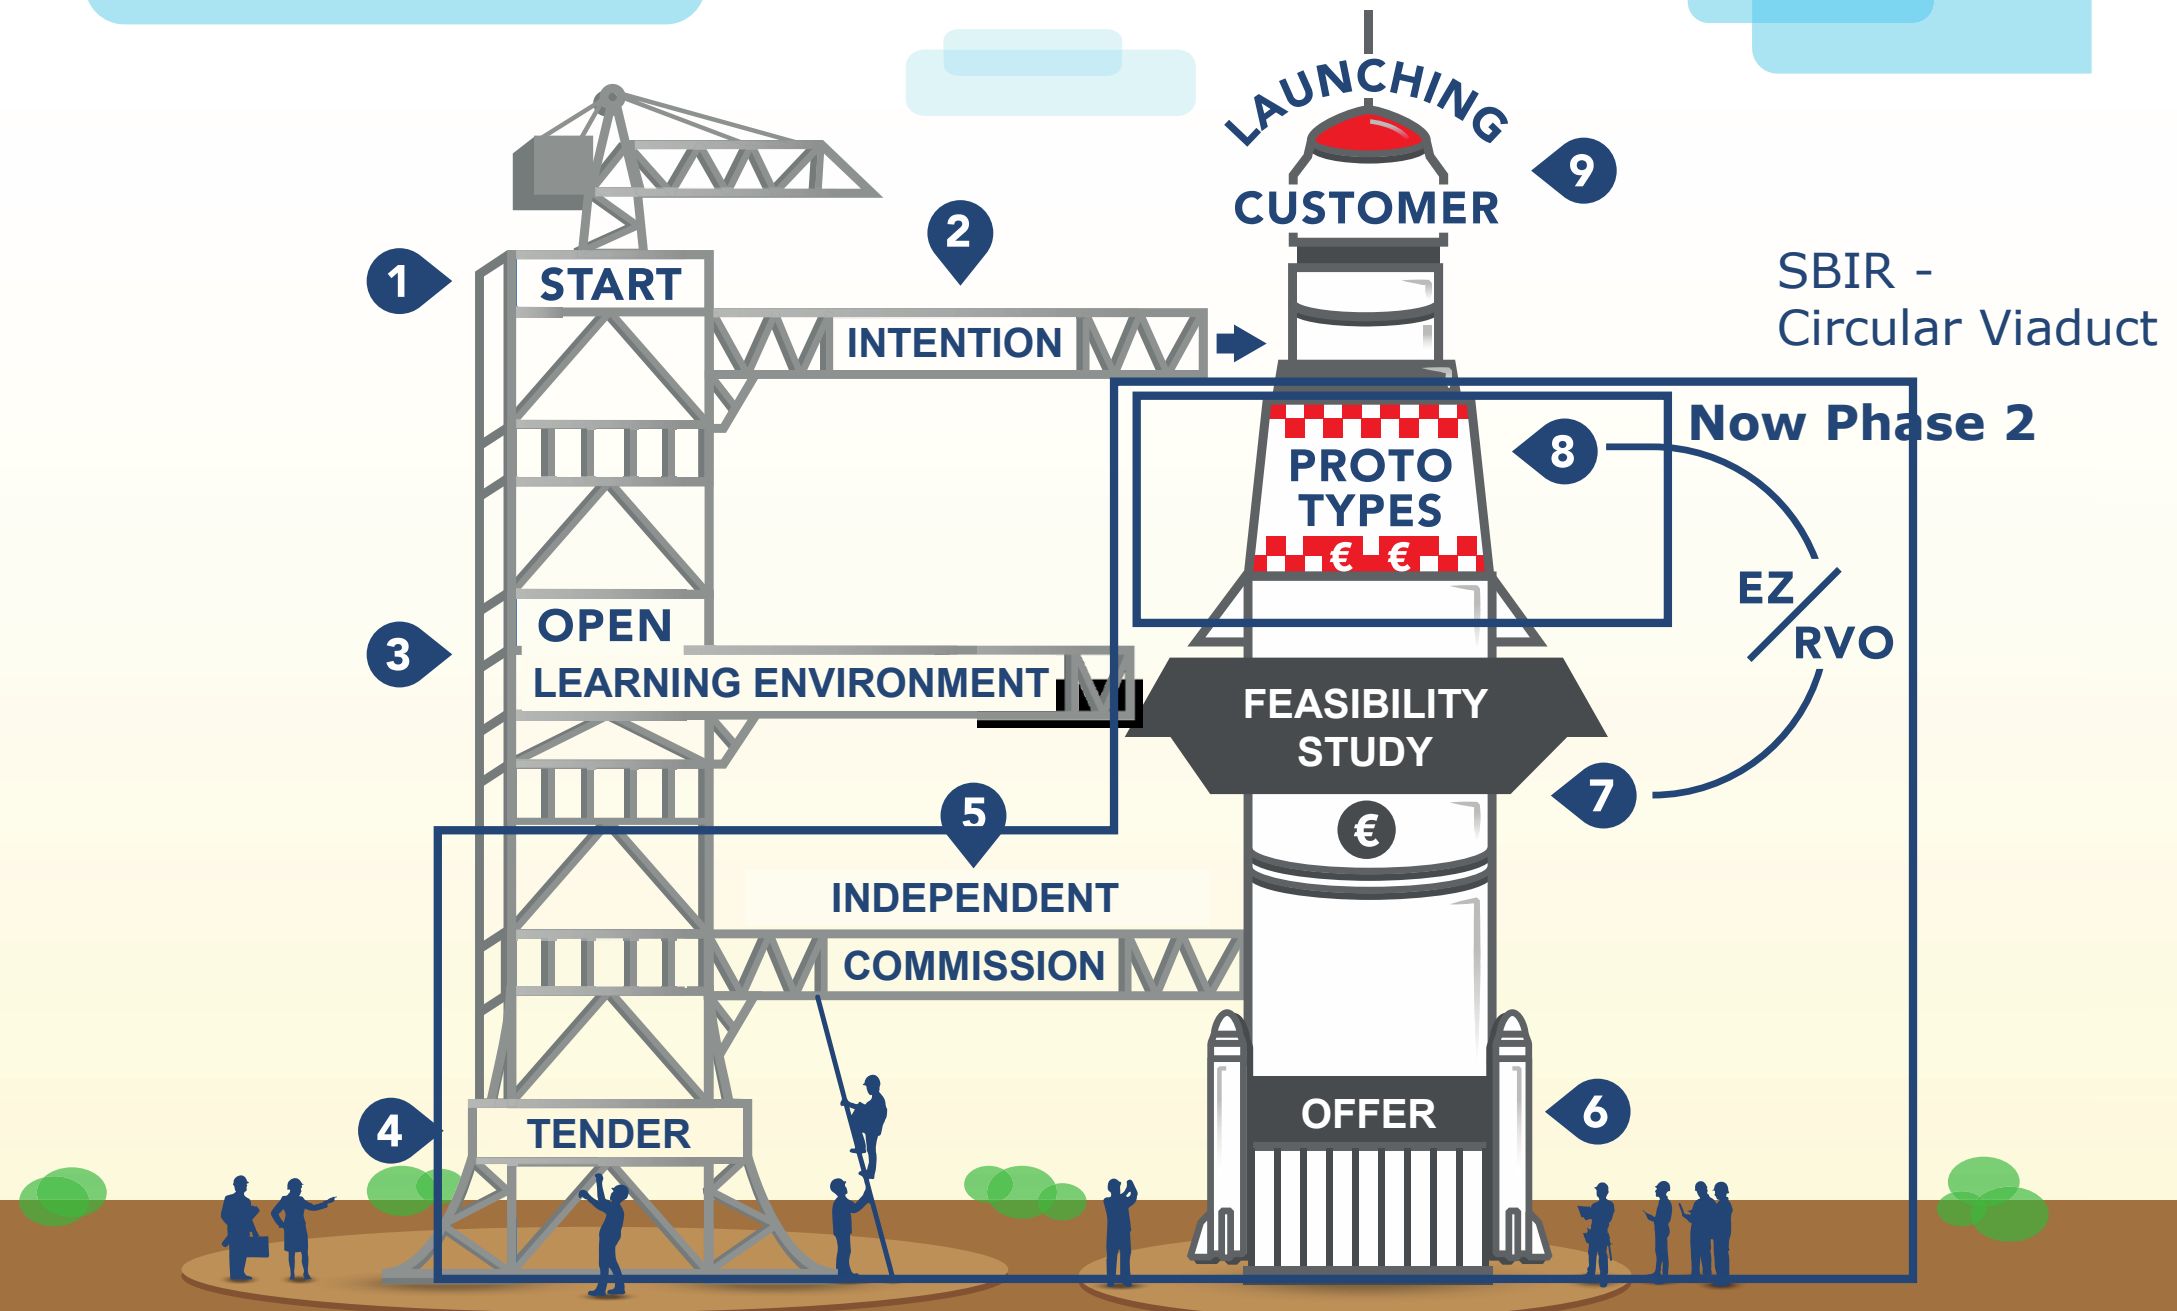 LAUNCHING
CUSTOMER
9
1
START
2
INTENTION
SBIR -
Circular Viaduct
Now Phase 2
8
PROTO
TYPES
€ €
EZ/
RVO
3
OPEN
LEARNING ENVIRONMENT
FEASIBILITY
STUDY
7
€
5
INDEPENDENT
COMMISSION
4
TENDER
OFFER
6